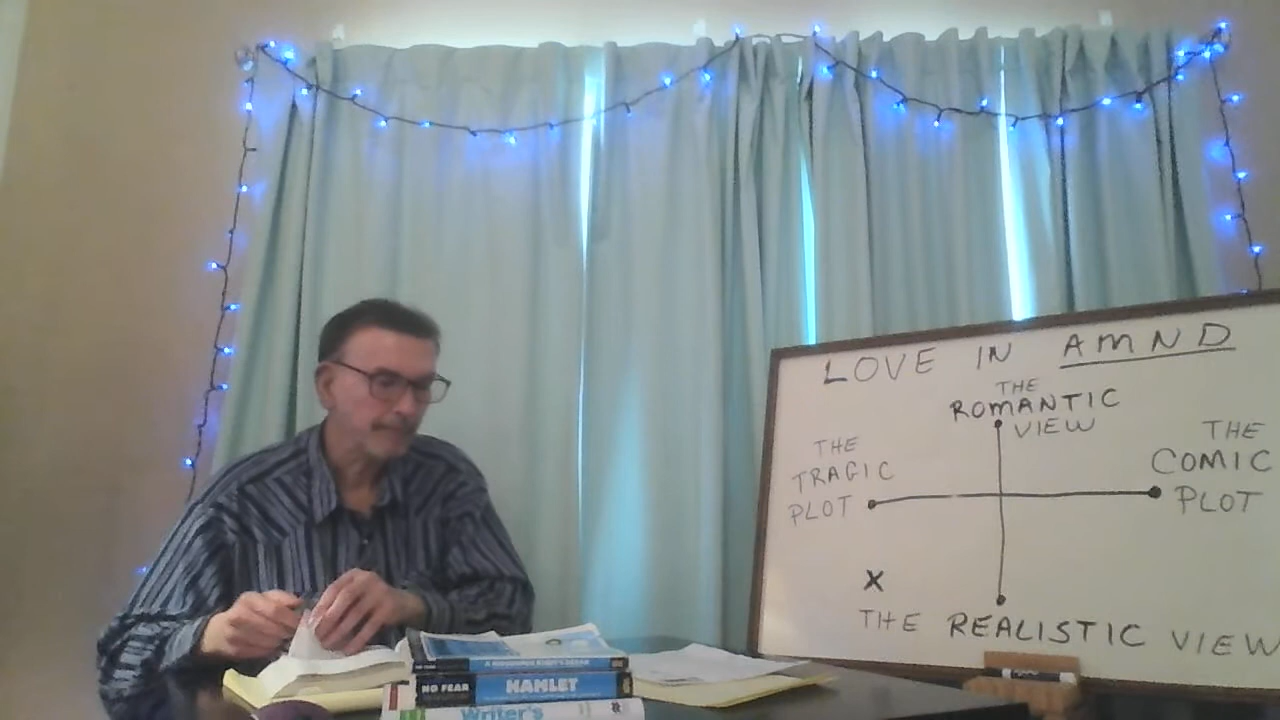 LOVE IN AMND
THE
ROMANTIC
VIEW
THE
TRAGIC
PLOT
THE
COMIC
PLOT
X
THE REALISTIC VIEW
A MIDSUMMER NIGHT'S DREAM
NO FEAR
HAMLET
Writer's